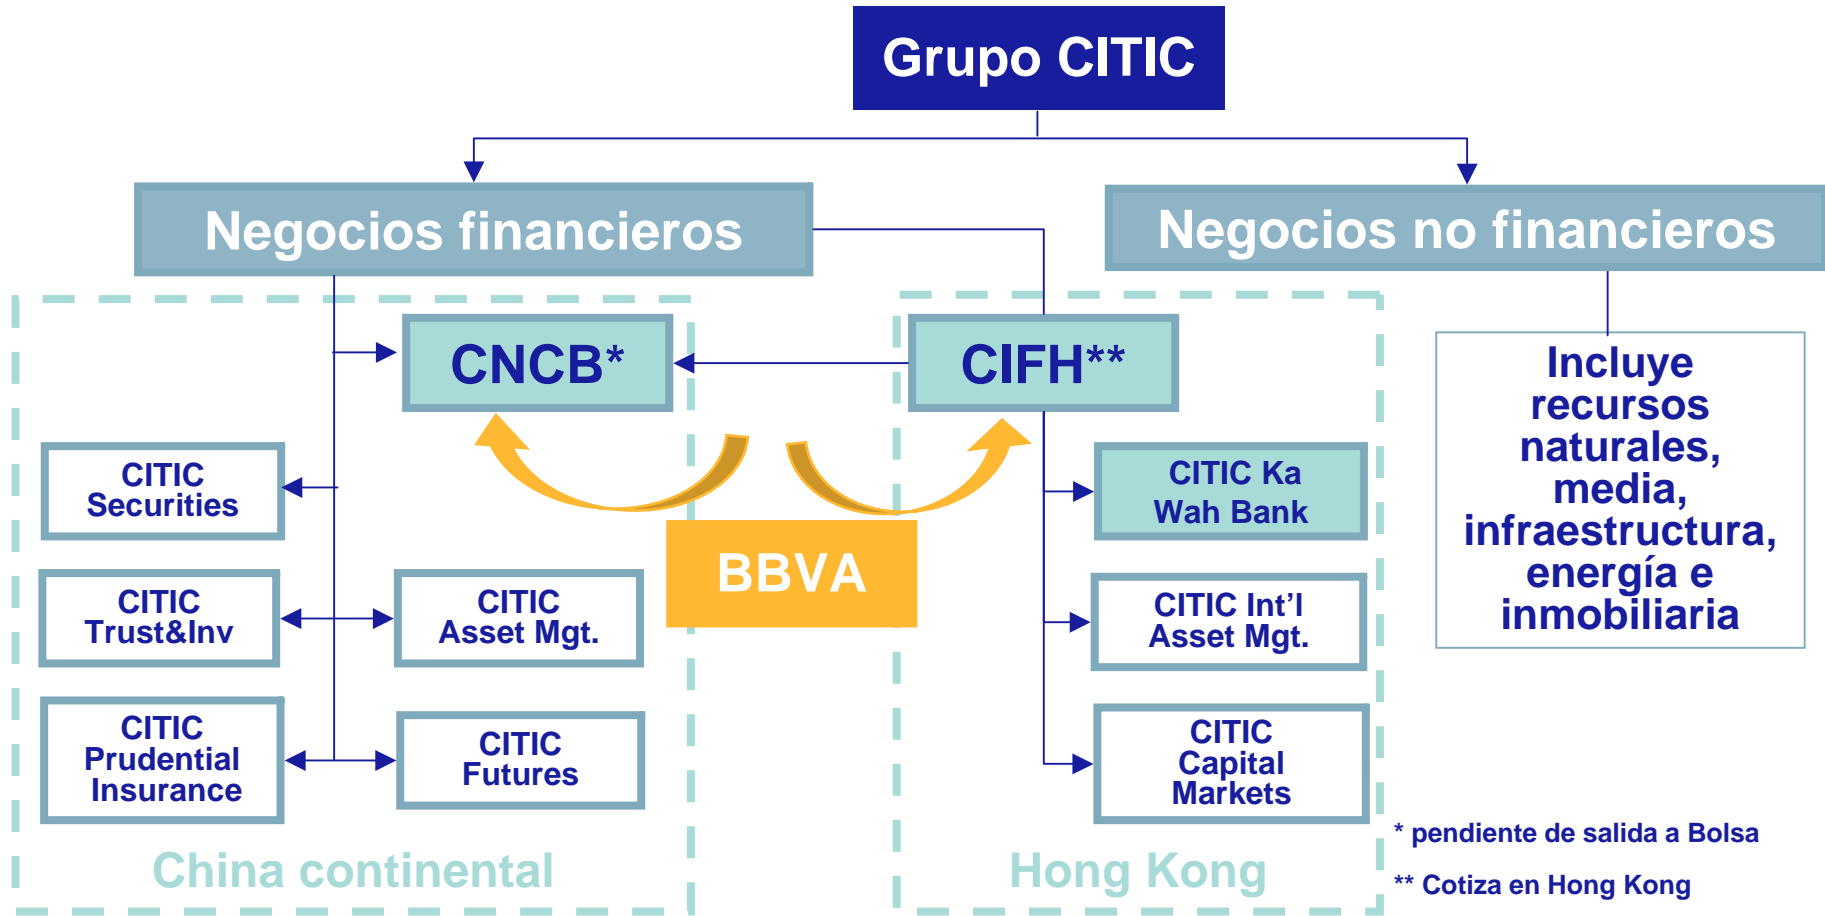 Grupo CITIC
Negocios financieros
Negocios no financieros
CNCB*
CIFH**
Incluye
recursos
naturales,
media,
infraestructura,
energía e
inmobiliaria
CITIC
Securities
CITIC Ka
Wah Bank
BBVA
CITIC
Trust&Inv
CITIC
Asset Mgt.
CITIC Int’l
Asset Mgt.
CITIC
Prudential
Insurance
CITIC
Futures
CITIC
Capital
Markets
China continental
Hong Kong
* pendiente de salida a Bolsa
** Cotiza en Hong Kong